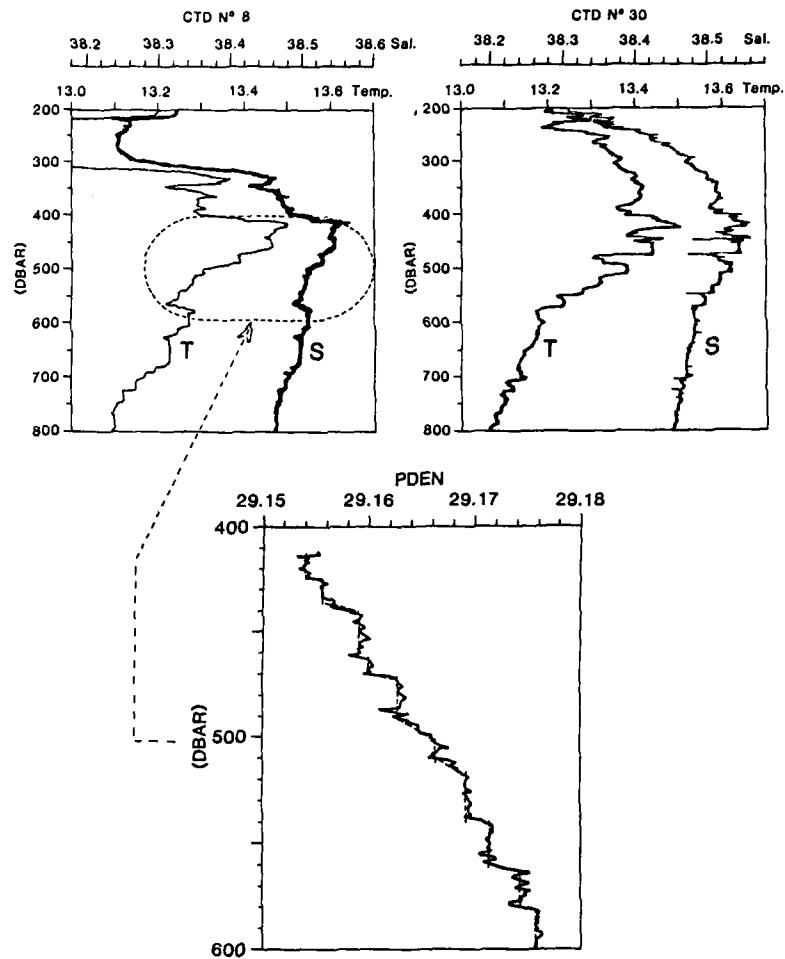 CTD Nº 8
38.2 38.3 38.4 38.5 38.6 Sal.
13.0 13.2 13.4 13.6 Temp.
200
300
400
500
600
700
800
(DBAR)
T
S
CTD Nº 30
38.2 38.3 38.4 38.5 Sal.
13.0 13.2 13.4 13.6 Temp.
200
300
400
500
600
700
800
(DBAR)
T
S
PDEN
29.15 29.16 29.17 29.18
400
500
600
(DBAR)